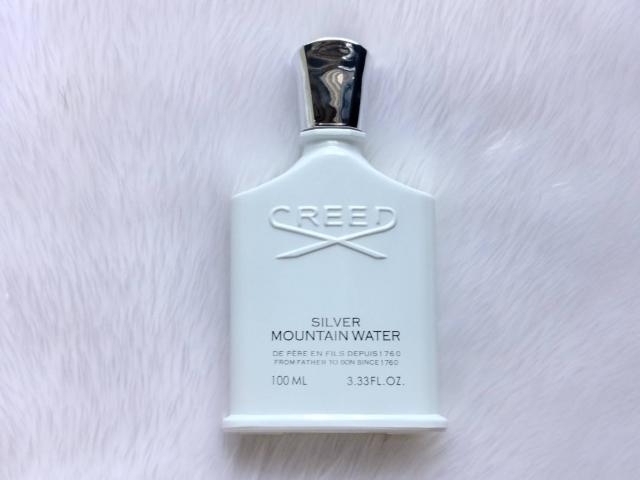 CREED
SILVER
MOUNTAIN WATER
DE PÈRE EN FILS DEPUIS 1760
FROM FATHER TO SON SINCE 1760
100 ML 3.33FL.OZ.